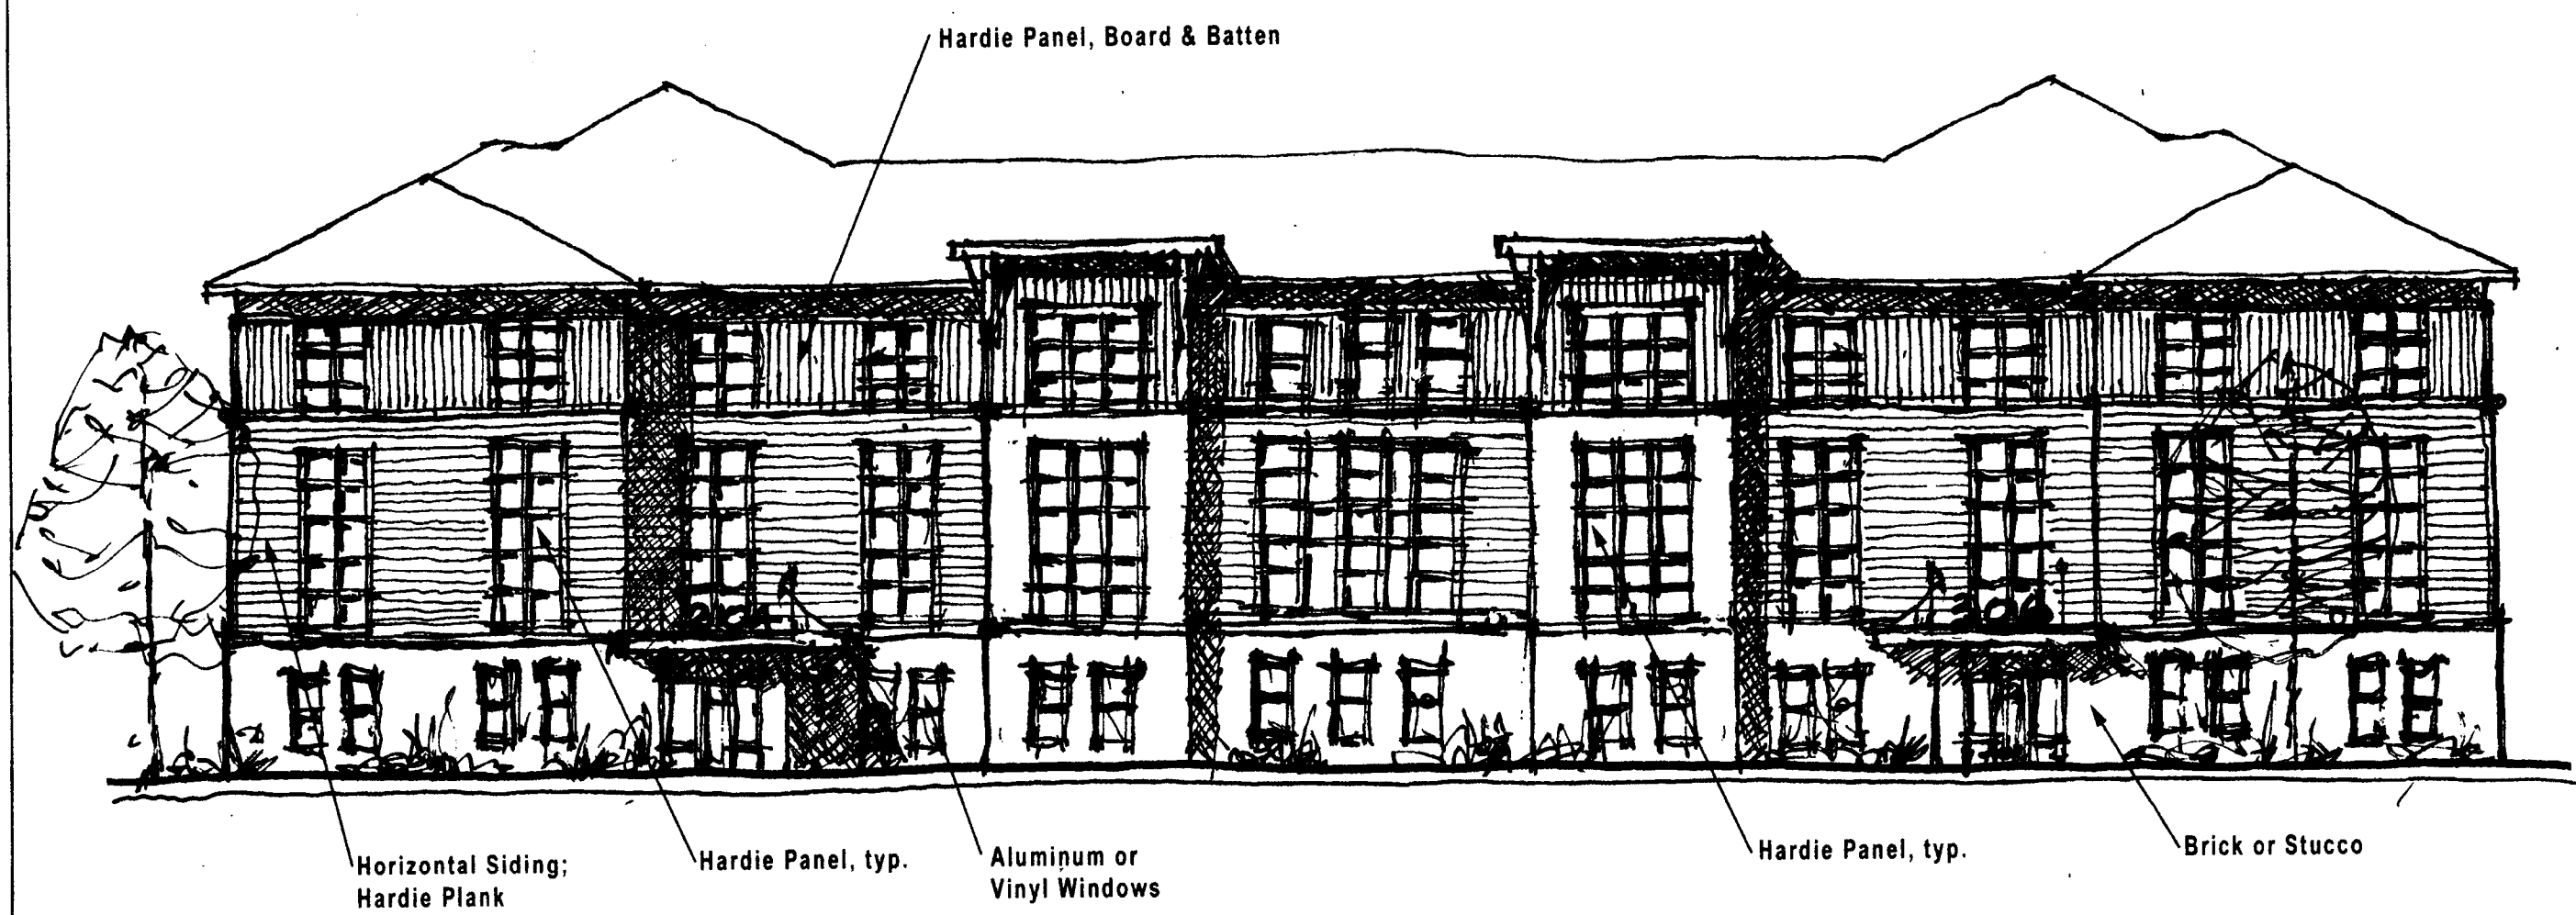 Hardie Panel, Board & Batten
Horizontal Siding;
Hardie Plank
Hardie Panel, typ.
Aluminum or
Vinyl Windows
Hardie Panel, typ.
Brick or Stucco